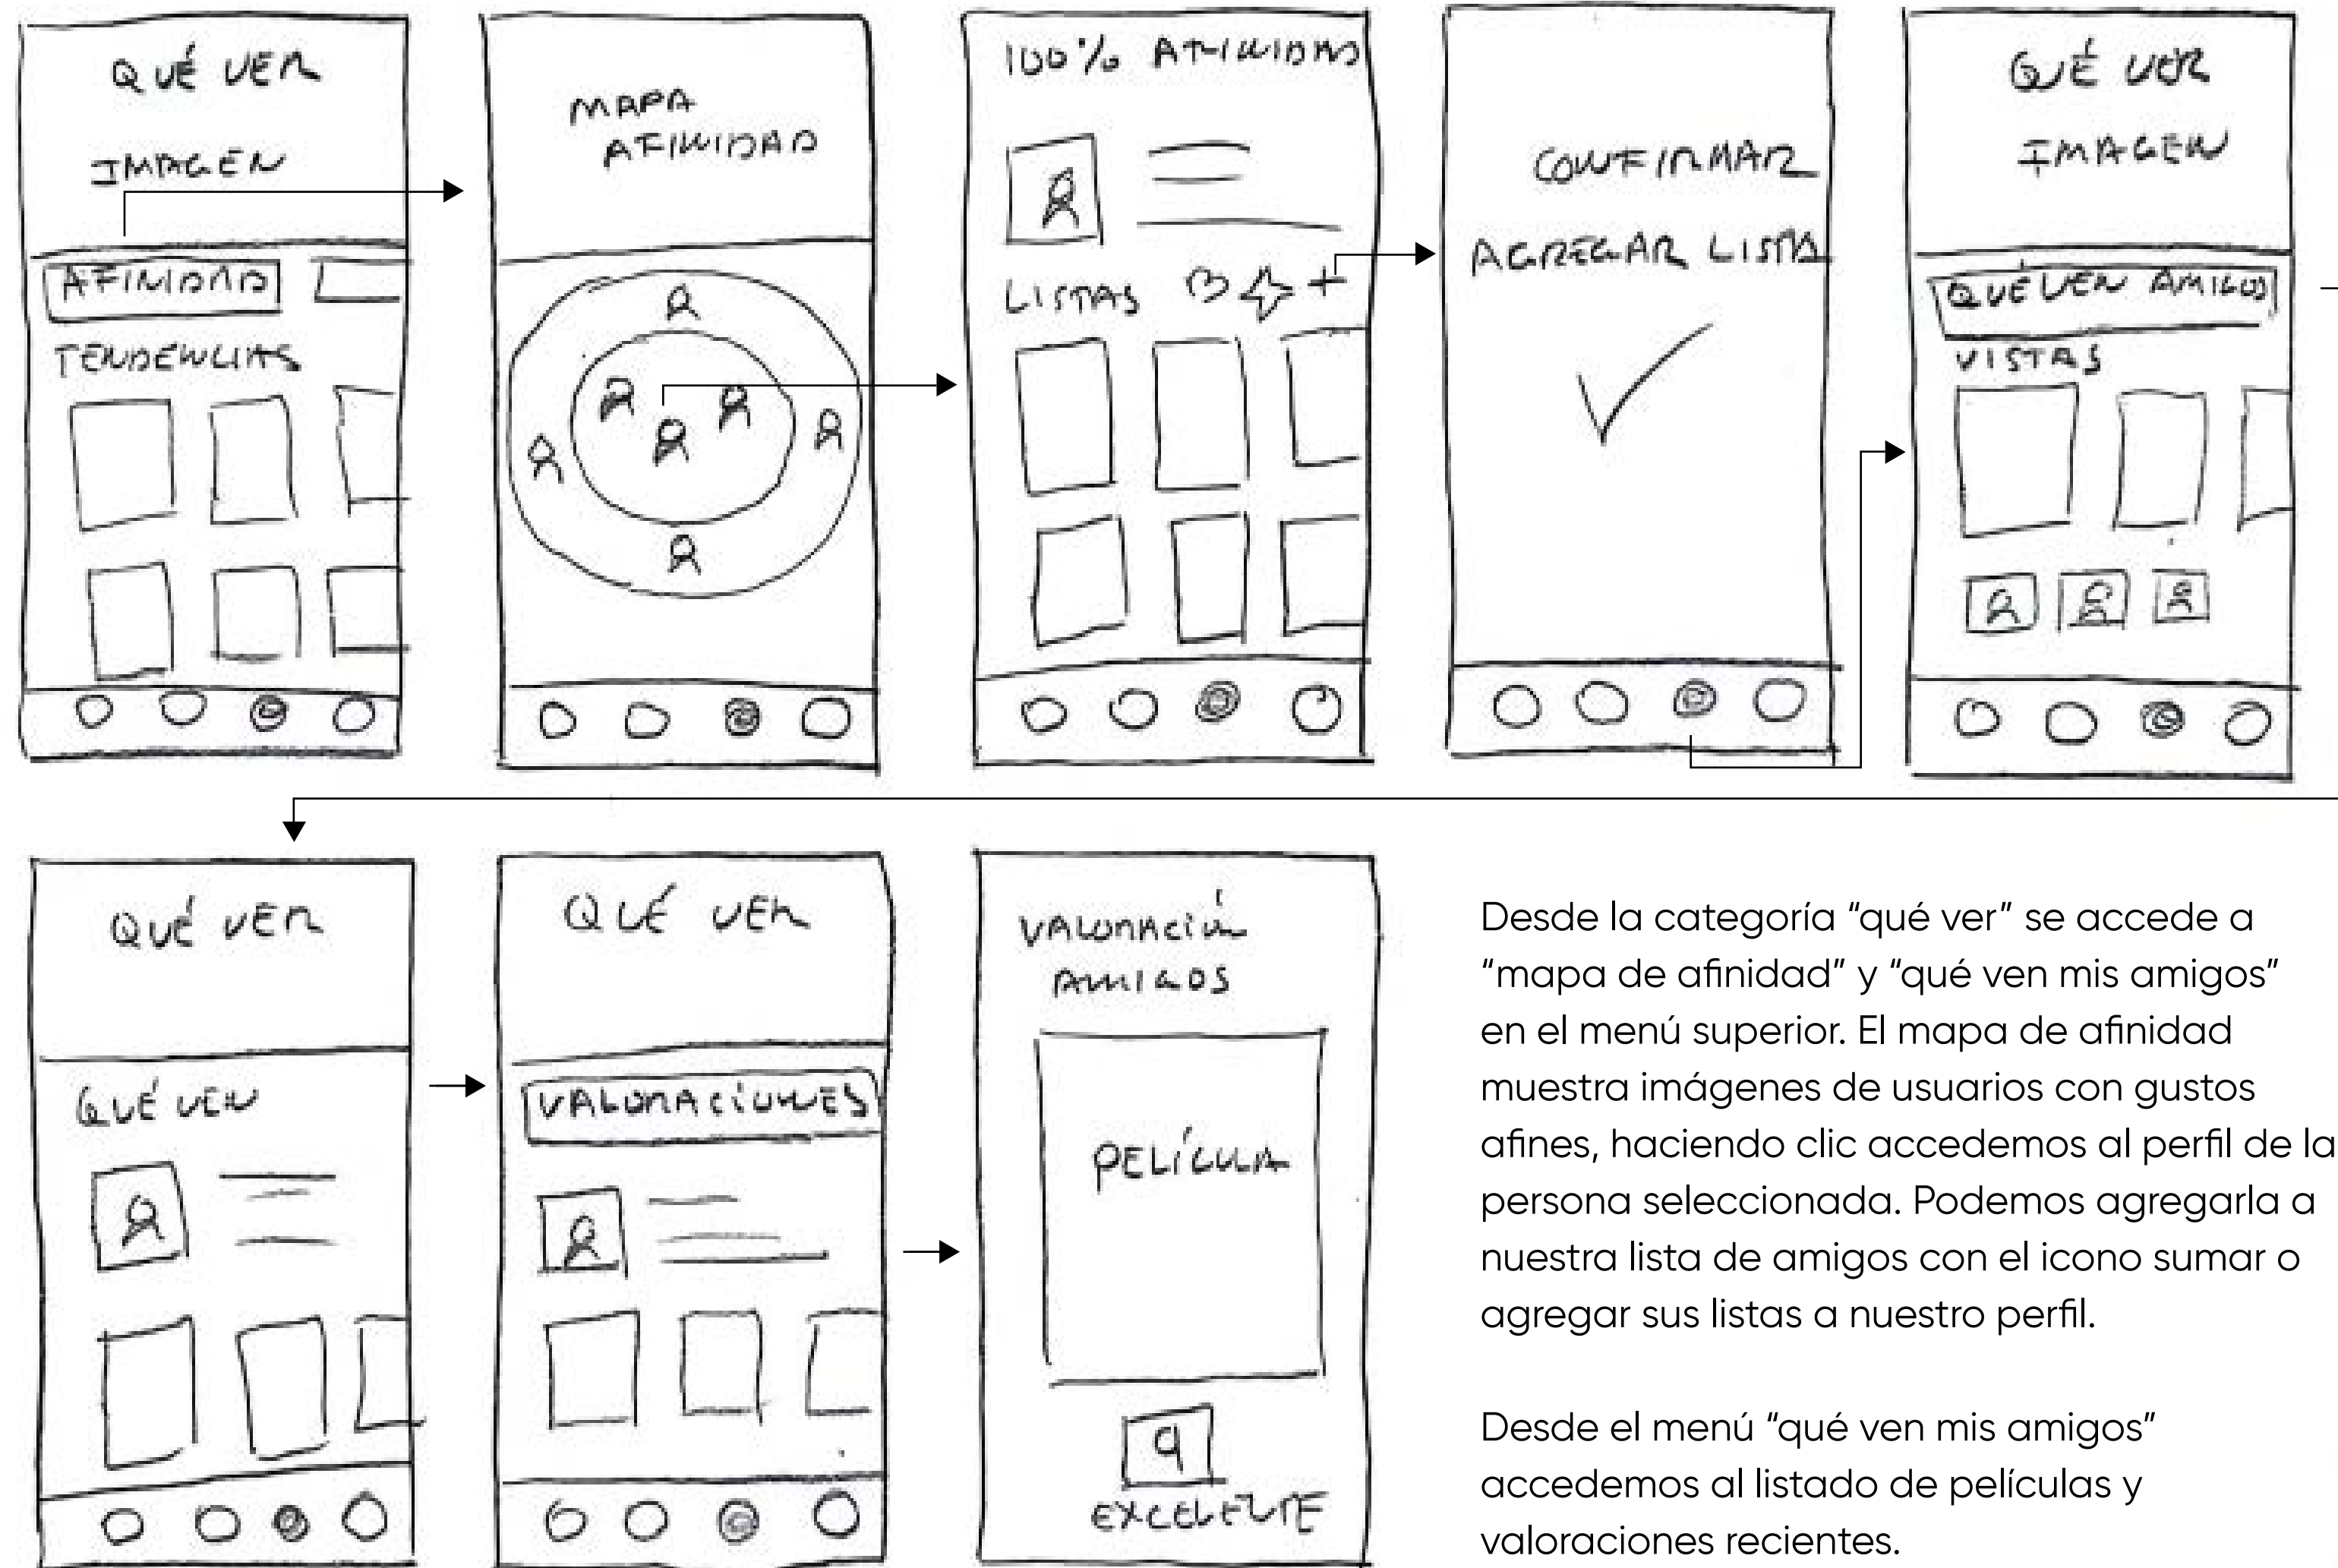 QUÉ VER
IMAGEN
AFINIDAD
TENDENCIAS
MAPA
AFINIDAD
100% AFINIDAD
LISTAS
CONFIRMAR
AGREGAR LISTA
QUÉ VER
IMAGEN
QUÉ VEN AMIGOS
VISTAS
QUÉ VER
QUÉ VEN
QUÉ VER
VALORACIONES
VALORACIÓN
AMIGOS
PELÍCULA
9
EXCELENTE
Desde la categoría “qué ver” se accede a
“mapa de afinidad” y “qué ven mis amigos”
en el menú superior. El mapa de afinidad
muestra imágenes de usuarios con gustos
afines, haciendo clic accedemos al perfil de la
persona seleccionada. Podemos agregarla a
nuestra lista de amigos con el icono sumar o
agregar sus listas a nuestro perfil.
Desde el menú “qué ven mis amigos”
accedemos al listado de películas y
valoraciones recientes.